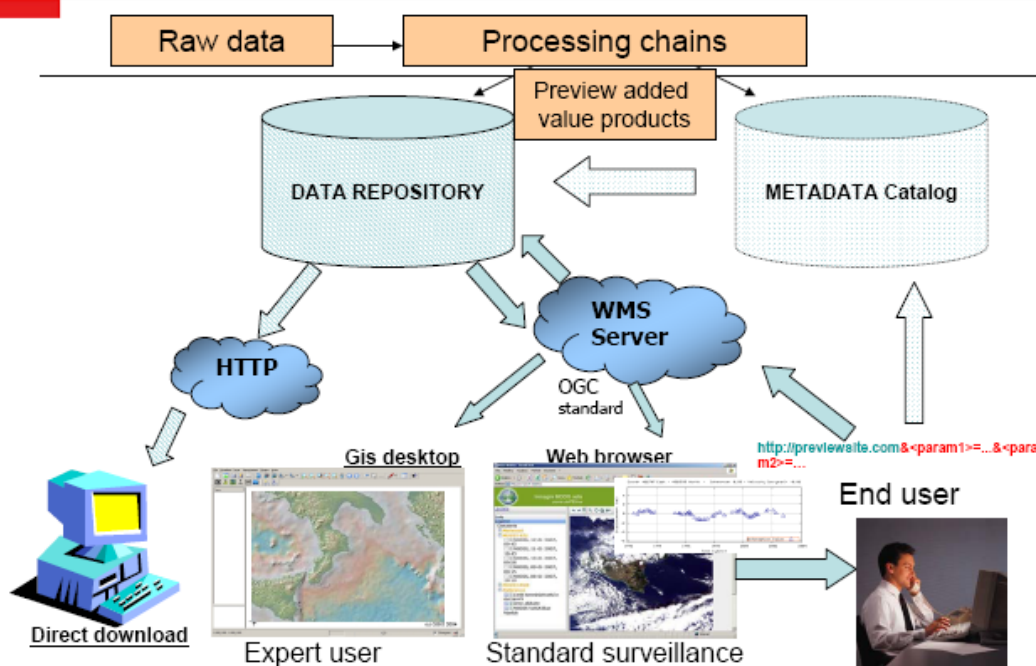 Raw data
Processing chains
Preview added
value products
DATA REPOSITORY
METADATA Catalog
WMS
Server
HTTP
OGC
standard
http://previewsite.com&<param1>=...&<para
m2>=...
Gis desktop
Web browser
End user
Direct download
Expert user
Standard surveillance